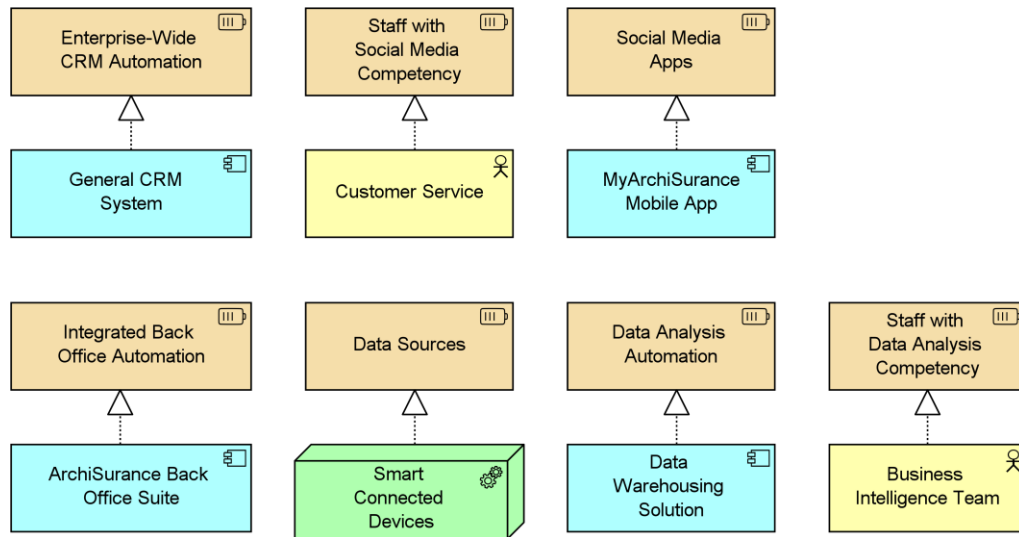 Enterprise-Wide
CRM Automation
Staff with
Social Media
Competency
Social Media
Apps
General CRM
System
Customer Service
MyArchiSurance
Mobile App
Integrated Back
Office Automation
Data Sources
Data Analysis
Automation
Staff with
Data Analysis
Competency
ArchiSurance Back
Office Suite
Smart
Connected
Devices
Data
Warehousing
Solution
Business
Intelligence Team